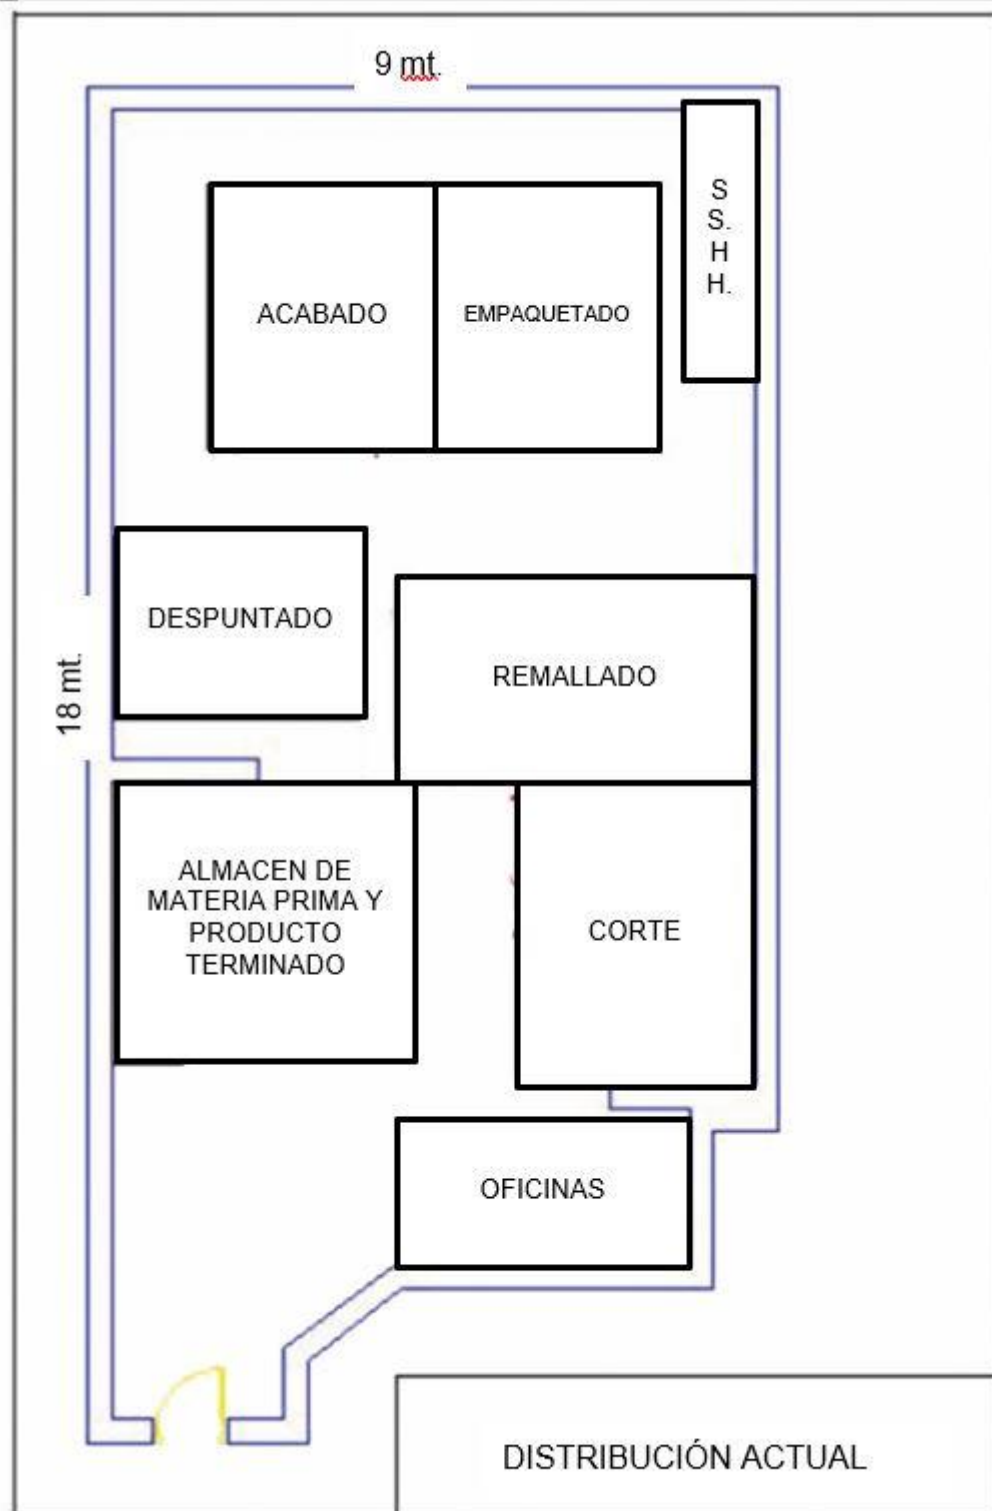 9 mt.
S
S.
H
H.
ACABADO
EMPAQUETADO
DESPUNTADO
REMALLADO
18 mt.
ALMACEN DE
MATERIA PRIMA Y
PRODUCTO
TERMINADO
CORTE
OFICINAS
DISTRIBUCIÓN ACTUAL